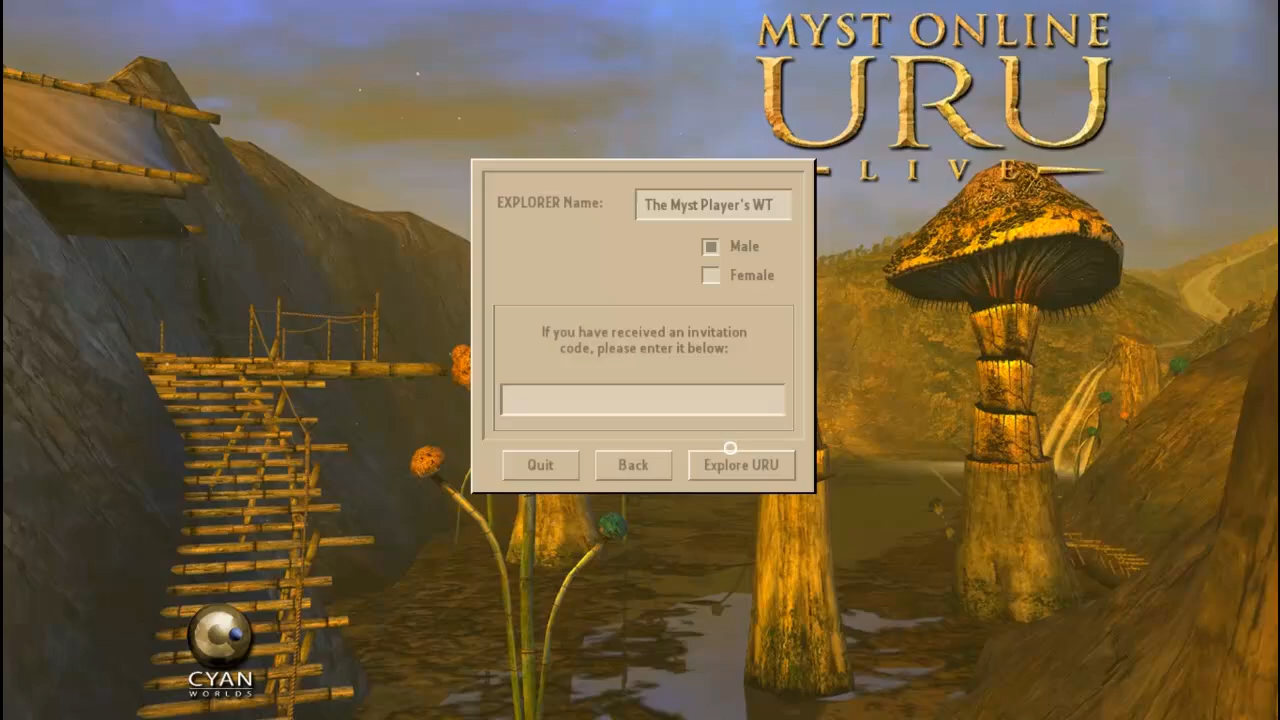 MYST ONLINE
URU
LIVE
EXPLORER Name:
The Myst Player's WT
Male
Female
If you have received an invitation
code, please enter it below:
Quit
Back
Explore URU
CYAN
WORLDS